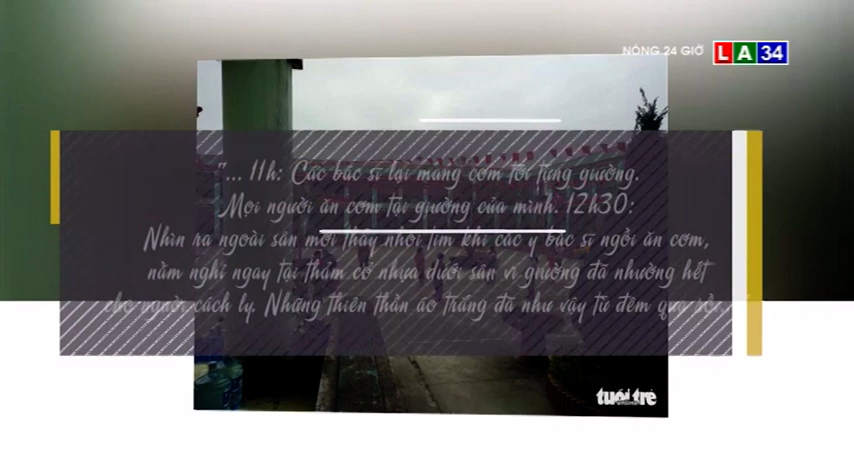 NÓNG 24 GIỜ LA34
"... 11h: Các bác sĩ lại mang cơm tới từng giường.
Mọi người ăn cơm tại giường của mình. 12h30:
Nhìn ra ngoài sân mới thấy nhói tim khi các y bác sĩ ngồi ăn cơm,
nằm nghỉ ngay tại thảm cỏ nhựa dưới sân vì giường đã nhường hết
cho người cách ly. Những thiên thần áo trắng đã như vậy từ đêm qua
tuổi trẻ